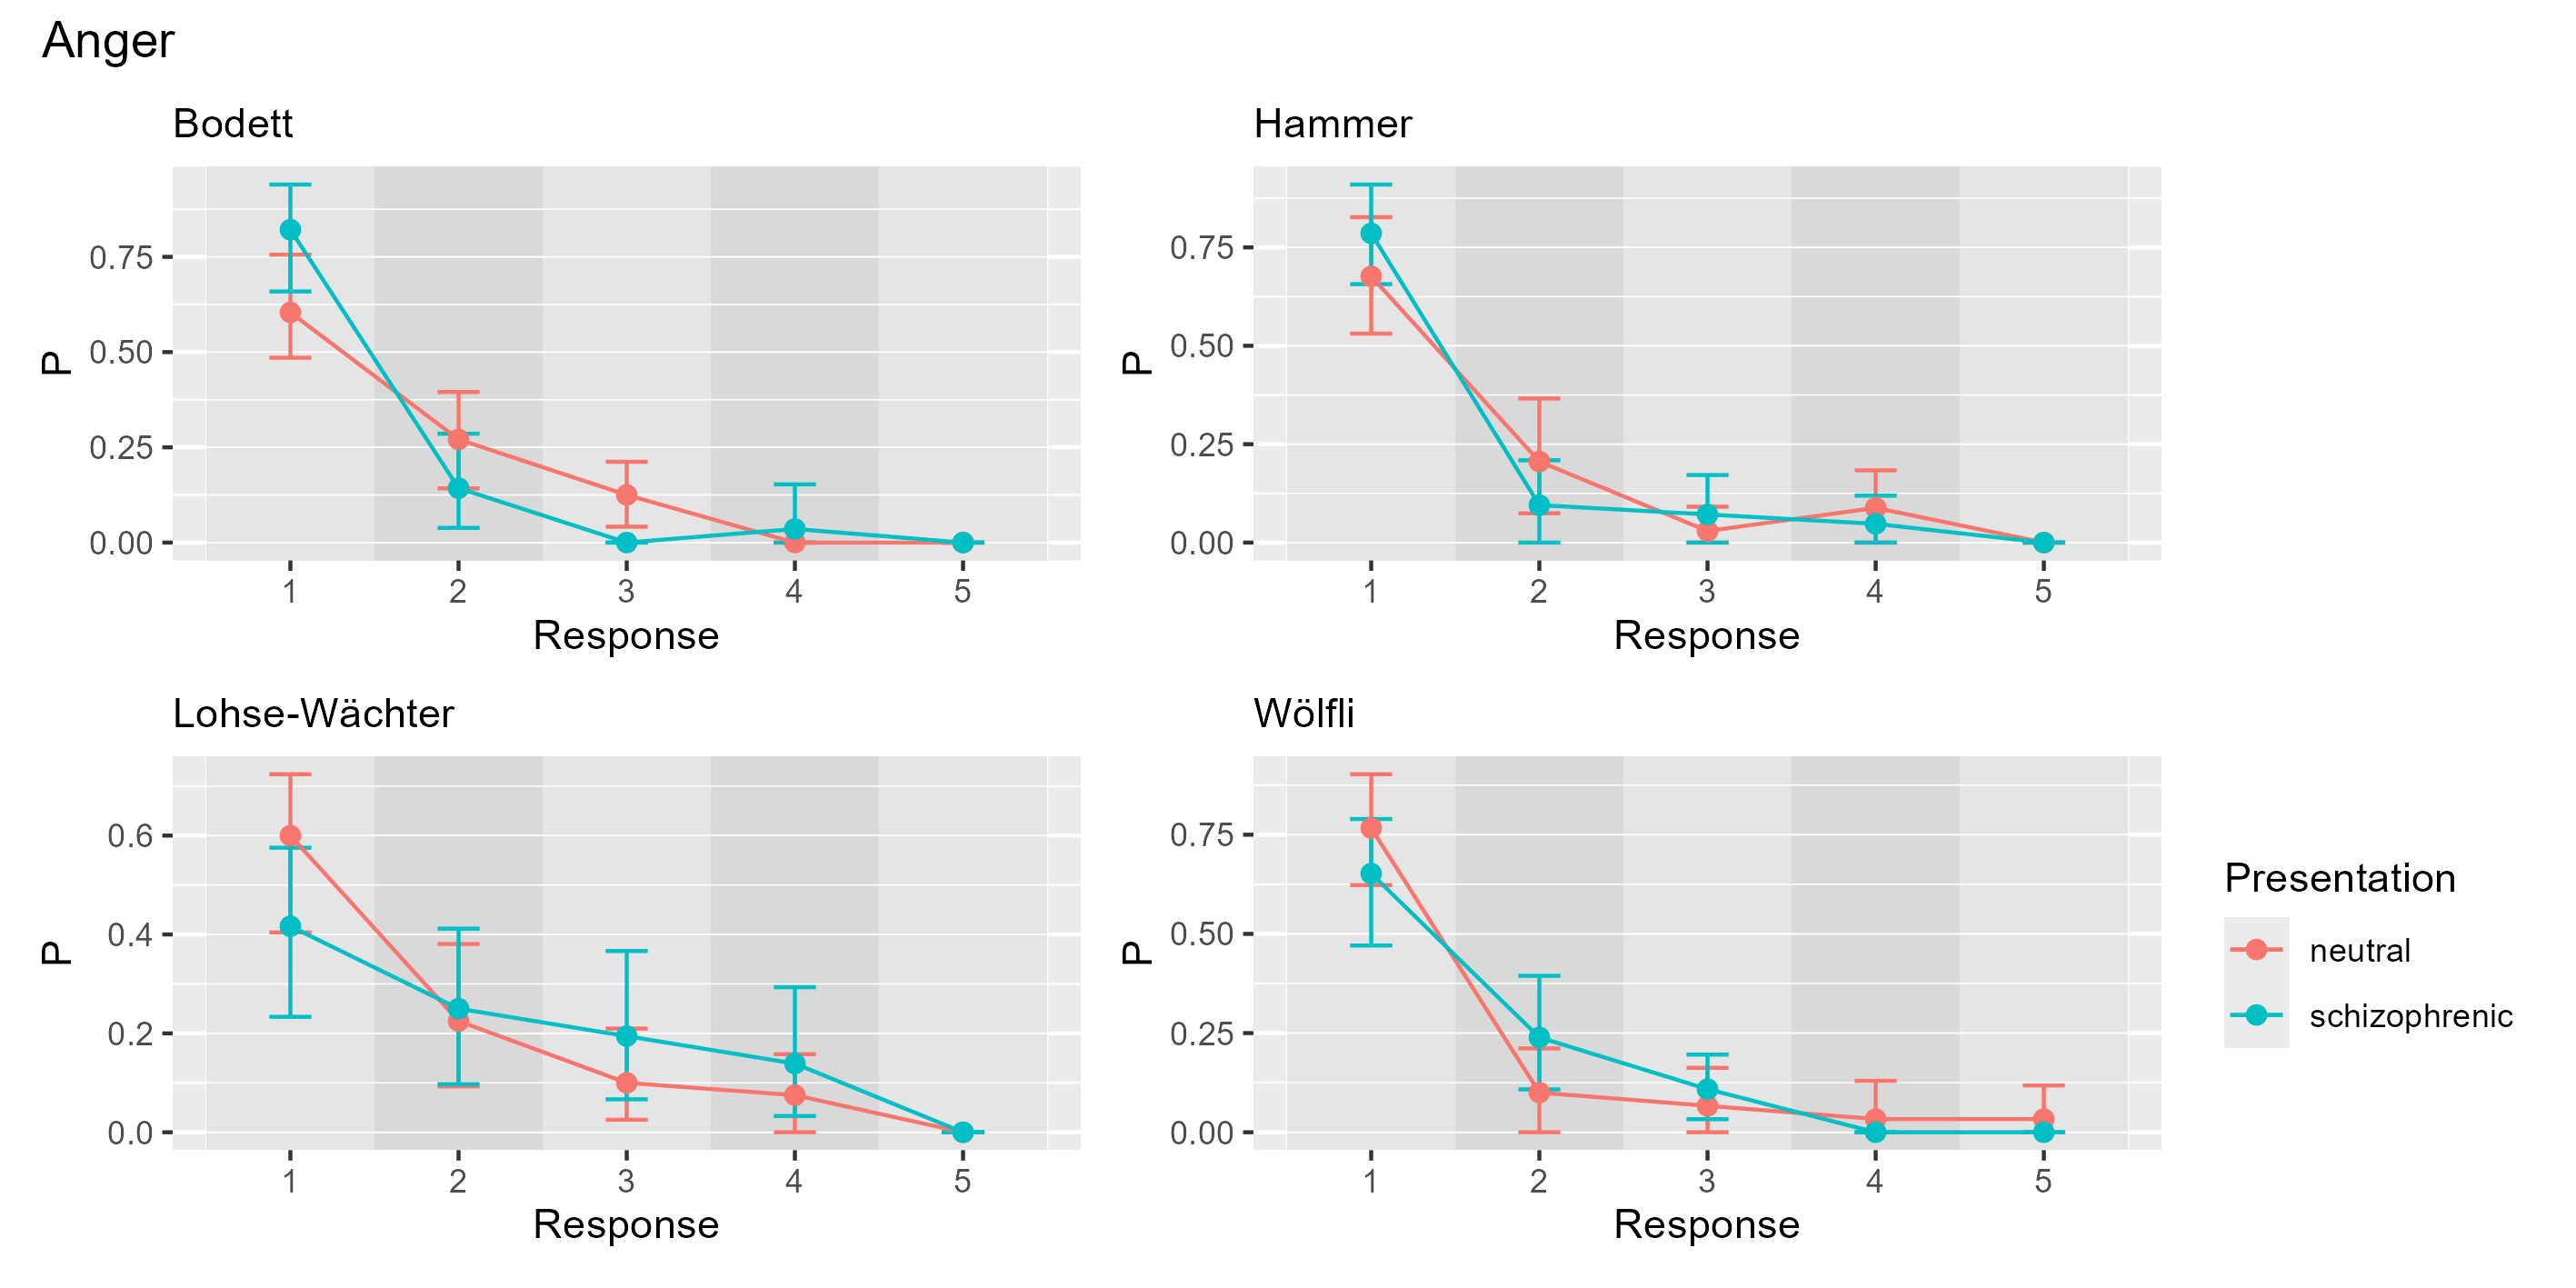 Anger
Bodett
P
0.75
0.50
0.25
0.00
1 2 3 4 5
Response
Hammer
P
0.75
0.50
0.25
0.00
1 2 3 4 5
Response
Lohse-Wächter
P
0.6
0.4
0.2
0.0
1 2 3 4 5
Response
Wölfli
P
0.75
0.50
0.25
0.00
1 2 3 4 5
Response
Presentation
neutral
schizophrenic